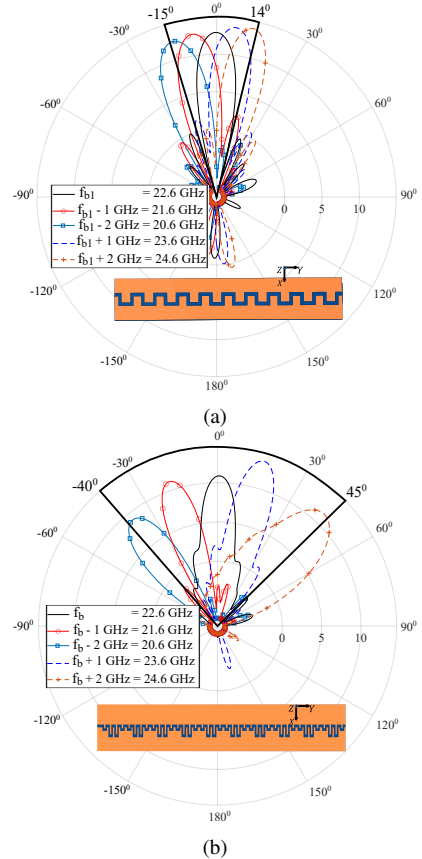 0⁰
-15⁰ 14⁰
-30⁰ 30⁰
-60⁰ 60⁰
-90⁰ 0 5 10 90⁰
f_b1 = 22.6 GHz
f_b1 - 1 GHz = 21.6 GHz
f_b1 - 2 GHz = 20.6 GHz
f_b1 + 1 GHz = 23.6 GHz
f_b1 + 2 GHz = 24.6 GHz
Z Y
X
-120⁰ 120⁰
-150⁰ 150⁰
180⁰
(a)
0⁰
-30⁰ 30⁰
-40⁰ 45⁰
-60⁰ 60⁰
-90⁰ 0 5 10 90⁰
f_b = 22.6 GHz
f_b - 1 GHz = 21.6 GHz
f_b - 2 GHz = 20.6 GHz
f_b + 1 GHz = 23.6 GHz
f_b + 2 GHz = 24.6 GHz
Z Y
X
-120⁰ 120⁰
-150⁰ 150⁰
180⁰
(b)